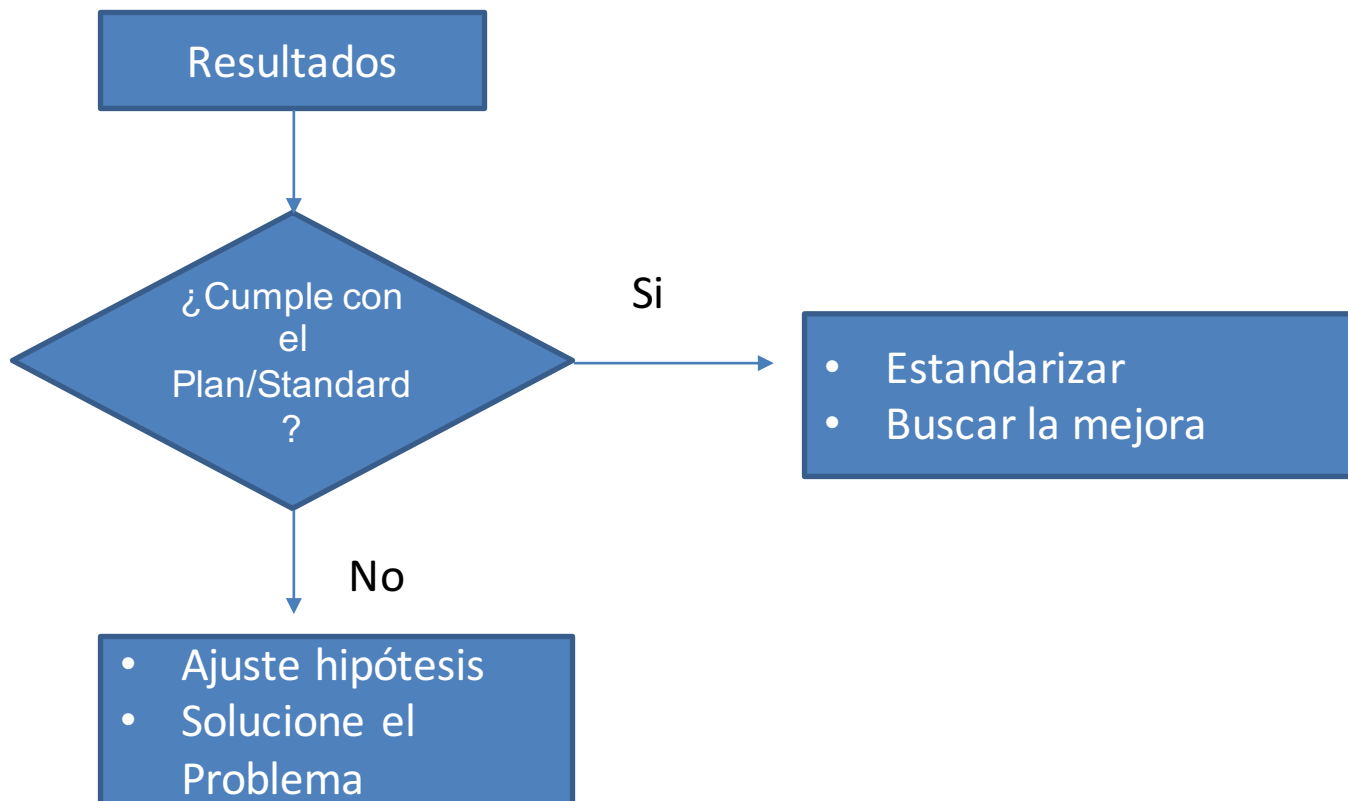 Resultados
¿Cumple con
el
Plan/Standard
?
Si
• Estandarizar
• Buscar la mejora
No
• Ajuste hipótesis
• Solucione el
Problema